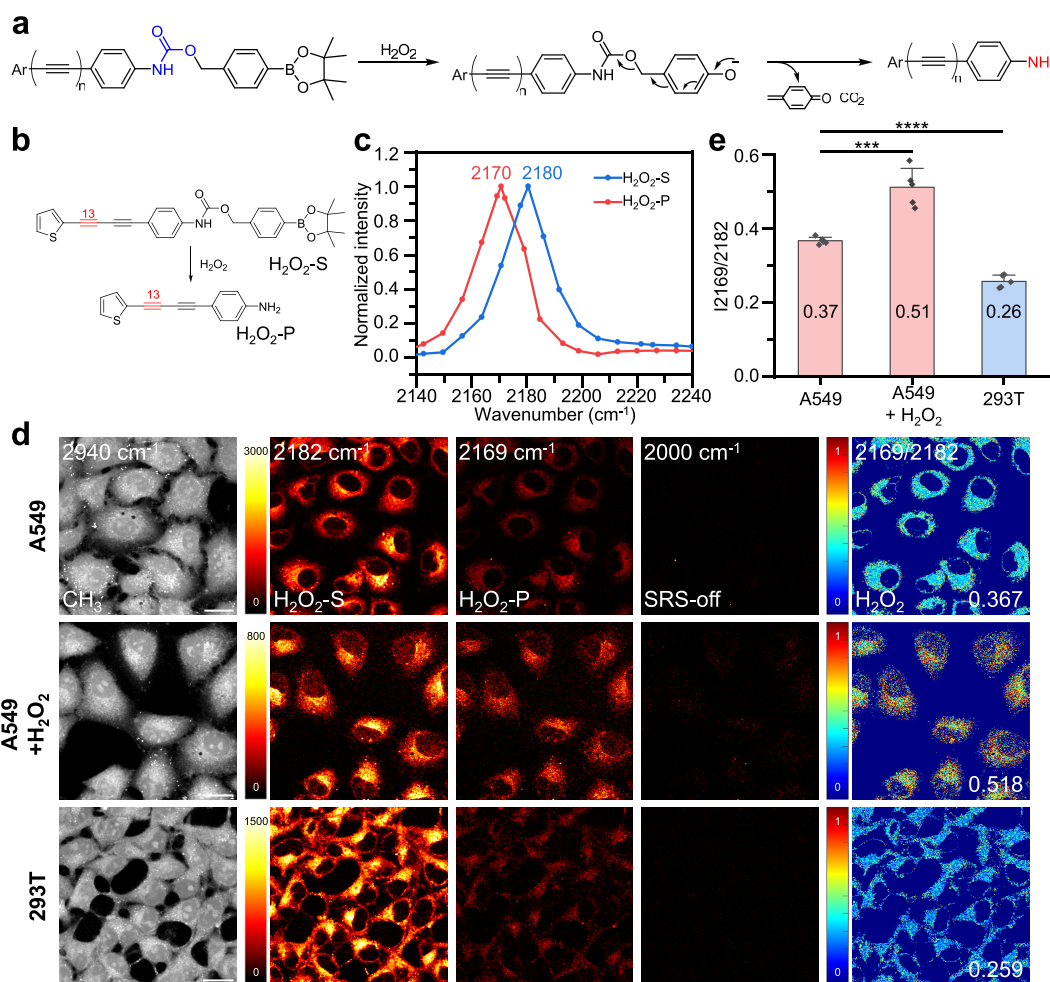 a
Ar
n
NH
O
O
B
O
O
H₂O₂
Ar
n
NH
O
O
O
O
CO₂
Ar
n
NH
b
S
13
N
H
O
O
B
O
O
H₂O₂-S
H₂O₂
S
13
NH₂
H₂O₂-P
c
2170 2180
H₂O₂-S
H₂O₂-P
Normalized intensity
1.2
1.0
0.8
0.6
0.4
0.2
0.0
2140 2160 2180 2200 2220 2240
Wavenumber (cm⁻¹)
e
****
***
I2169/2182
0.6
0.4
0.2
0.0
0.37
0.51
0.26
A549
A549
+ H₂O₂
293T
d
A549
2940 cm⁻¹
CH₃
3000
0
2182 cm⁻¹
H₂O₂-S
2169 cm⁻¹
H₂O₂-P
2000 cm⁻¹
SRS-off
1
0
2169/2182
H₂O₂
0.367
A549
+H₂O₂
800
0
1
0
0.518
293T
1500
0
1
0
0.259